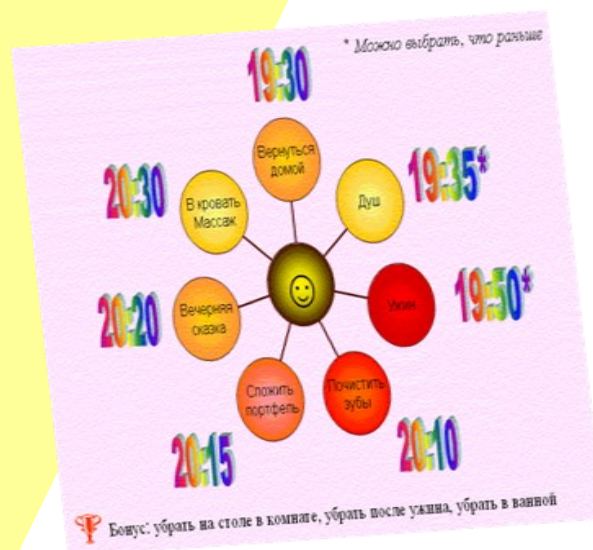 * Можно выбрать, что раньше
19:30
Вернуться
домой
19:35*
Душ
19:50*
Ужин
20:10
Почистить
зубы
20:15
Сложить
портфель
20:20
Вечерняя
сказка
20:30
В кровать
Массаж
Бонус: убрать на столе в комнате, убрать после ужина, убрать в ванной